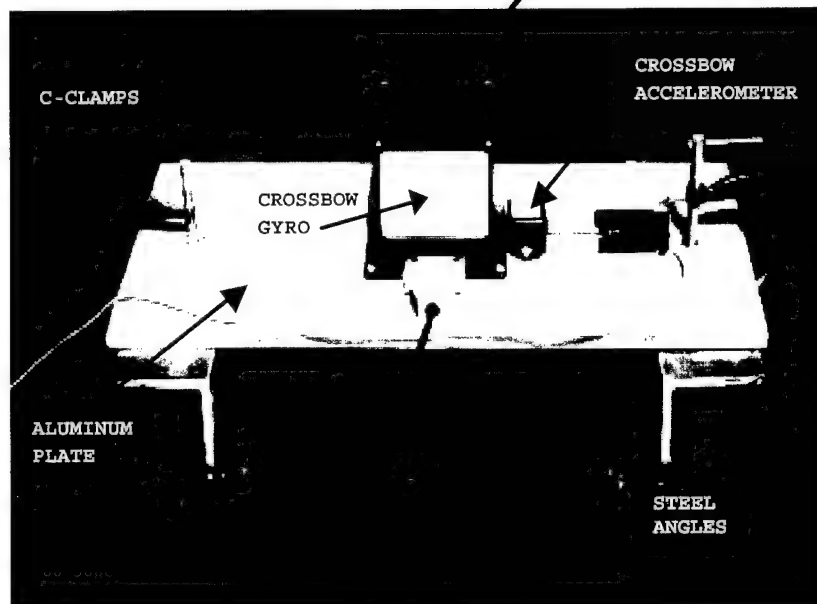 CROSSBOW
ACCELEROMETER
C-CLAMPS
CROSSBOW
GYRO
ALUMINUM
PLATE
STEEL
ANGLES